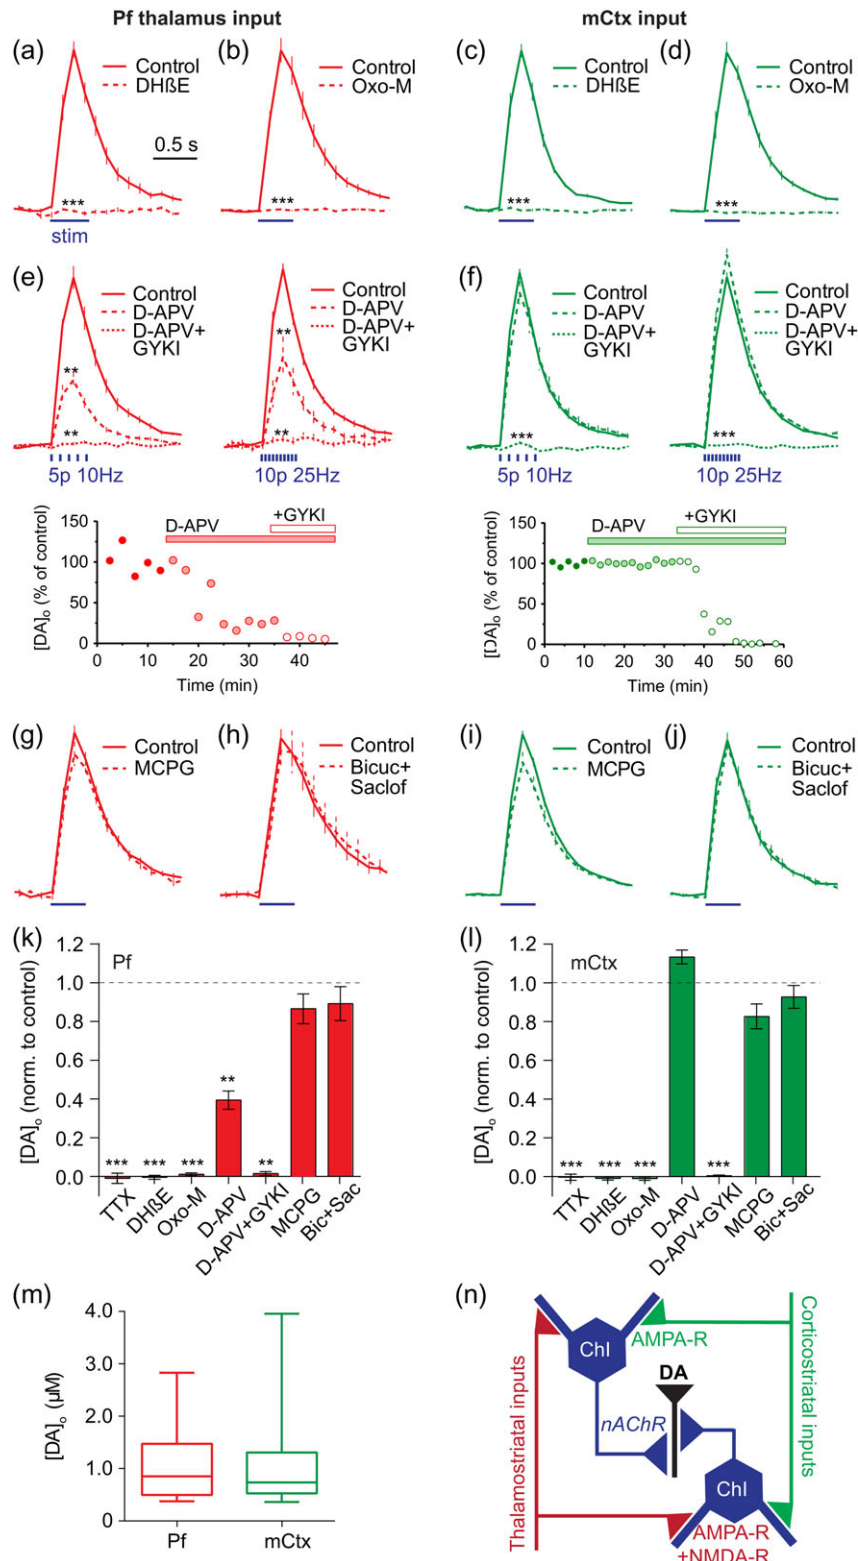 Pf thalamus input
mCtx input
(a)
Control
DHßE
0.5 s
***
stim
(b)
Control
Oxo-M
***
(c)
Control
DHßE
***
(d)
Control
Oxo-M
***
(e)
Control
D-APV
D-APV+
GYKI
**
**
5p 10Hz
Control
D-APV
D-APV+
GYKI
**
**
10p 25Hz
(f)
Control
D-APV
D-APV+
GYKI
***
5p 10Hz
Control
D-APV
D-APV+
GYKI
***
10p 25Hz
[DA]ₒ (% of control)
150
100
50
0
D-APV
+GYKI
0 10 20 30 40
Time (min)
[DA]ₒ (% of control)
150
100
50
0
D-APV
+GYKI
0 10 20 30 40 50 60
Time (min)
(g)
Control
MCPG
(h)
Control
Bicuc+
Saclof
(i)
Control
MCPG
(j)
Control
Bicuc+
Saclof
(k)
Pf
[DA]ₒ (norm. to control)
1.2
1.0
0.8
0.6
0.4
0.2
0.0
*** *** *** ** **
TTX
DHßE
Oxo-M
D-APV
D-APV+GYKI
MCPG
Bic+Sac
(l)
mCtx
[DA]ₒ (norm. to control)
1.2
1.0
0.8
0.6
0.4
0.2
0.0
*** *** *** ***
TTX
DHßE
Oxo-M
D-APV
D-APV+GYKI
MCPG
Bic+Sac
(m)
[DA]ₒ (µM)
4.0
3.0
2.0
1.0
0
Pf
mCtx
(n)
Thalamostriatal inputs
Corticostriatal inputs
ChI
AMPA-R
DA
nAChR
ChI
AMPA-R
+NMDA-R